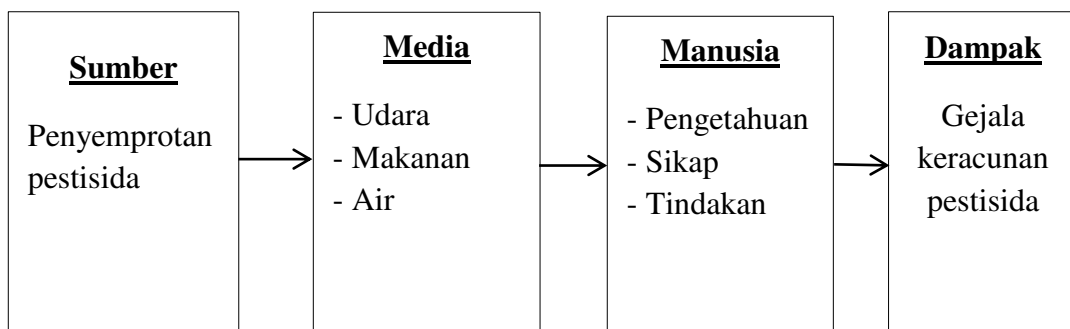 Sumber
Penyemprotan
pestisida
Media
- Udara
- Makanan
- Air
Manusia
- Pengetahuan
- Sikap
- Tindakan
Dampak
Gejala
keracunan
pestisida